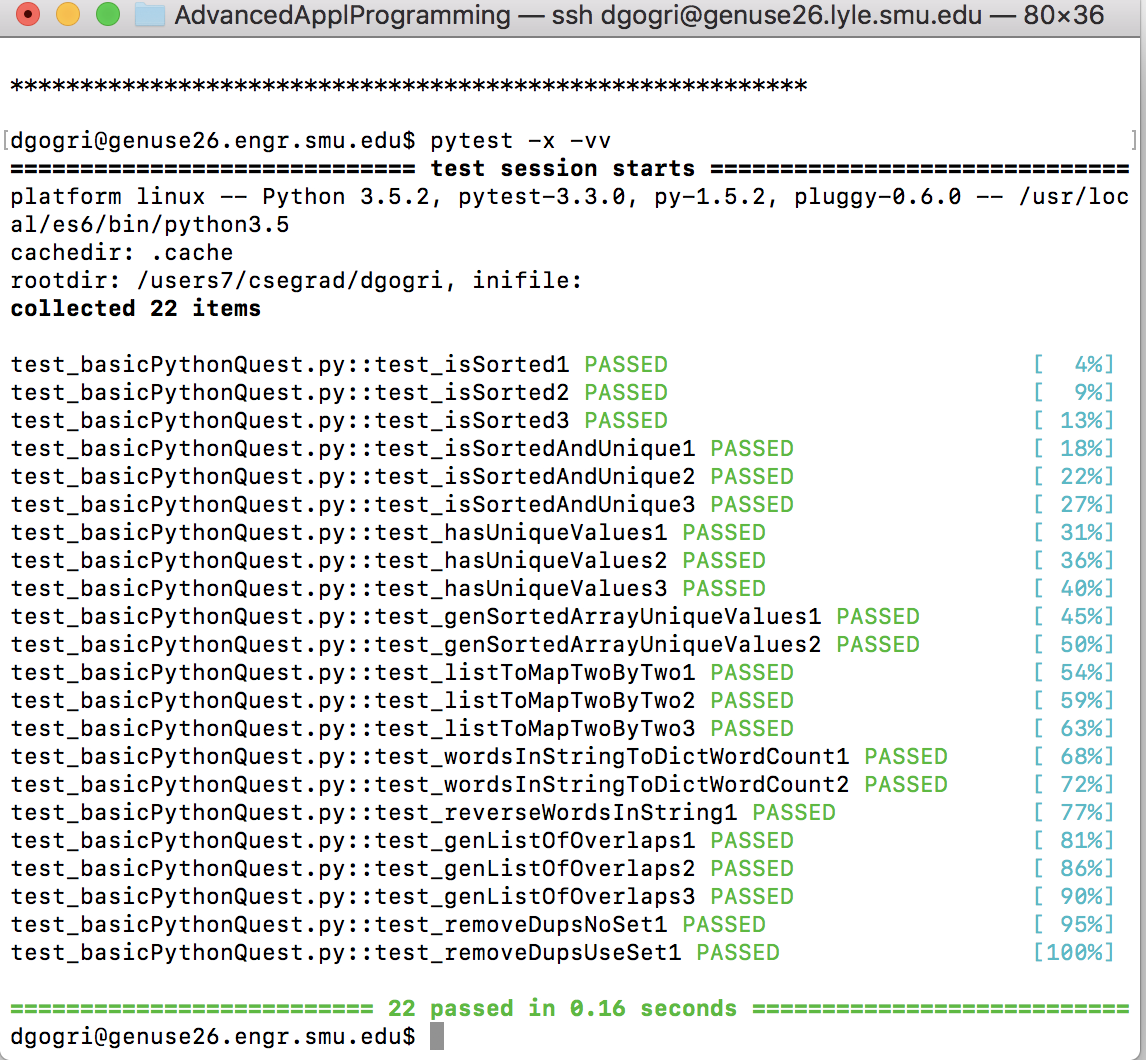 AdvancedApplProgramming — ssh dgogri@genuse26.lyle.smu.edu — 80×36
*********************************************************
[dgogri@genuse26.engr.smu.edu$ pytest -x -vv ]
============================= test session starts ==============================
platform linux -- Python 3.5.2, pytest-3.3.0, py-1.5.2, pluggy-0.6.0 -- /usr/loc
al/es6/bin/python3.5
cachedir: .cache
rootdir: /users7/csegrad/dgogri, inifile:
collected 22 items
test_basicPythonQuest.py::test_isSorted1 PASSED [  4%]
test_basicPythonQuest.py::test_isSorted2 PASSED [  9%]
test_basicPythonQuest.py::test_isSorted3 PASSED [ 13%]
test_basicPythonQuest.py::test_isSortedAndUnique1 PASSED [ 18%]
test_basicPythonQuest.py::test_isSortedAndUnique2 PASSED [ 22%]
test_basicPythonQuest.py::test_isSortedAndUnique3 PASSED [ 27%]
test_basicPythonQuest.py::test_hasUniqueValues1 PASSED [ 31%]
test_basicPythonQuest.py::test_hasUniqueValues2 PASSED [ 36%]
test_basicPythonQuest.py::test_hasUniqueValues3 PASSED [ 40%]
test_basicPythonQuest.py::test_genSortedArrayUniqueValues1 PASSED [ 45%]
test_basicPythonQuest.py::test_genSortedArrayUniqueValues2 PASSED [ 50%]
test_basicPythonQuest.py::test_listToMapTwoByTwo1 PASSED [ 54%]
test_basicPythonQuest.py::test_listToMapTwoByTwo2 PASSED [ 59%]
test_basicPythonQuest.py::test_listToMapTwoByTwo3 PASSED [ 63%]
test_basicPythonQuest.py::test_wordsInStringToDictWordCount1 PASSED [ 68%]
test_basicPythonQuest.py::test_wordsInStringToDictWordCount2 PASSED [ 72%]
test_basicPythonQuest.py::test_reverseWordsInString1 PASSED [ 77%]
test_basicPythonQuest.py::test_genListOfOverlaps1 PASSED [ 81%]
test_basicPythonQuest.py::test_genListOfOverlaps2 PASSED [ 86%]
test_basicPythonQuest.py::test_genListOfOverlaps3 PASSED [ 90%]
test_basicPythonQuest.py::test_removeDupsNoSet1 PASSED [ 95%]
test_basicPythonQuest.py::test_removeDupsUseSet1 PASSED [100%]
========================== 22 passed in 0.16 seconds ===========================
dgogri@genuse26.engr.smu.edu$